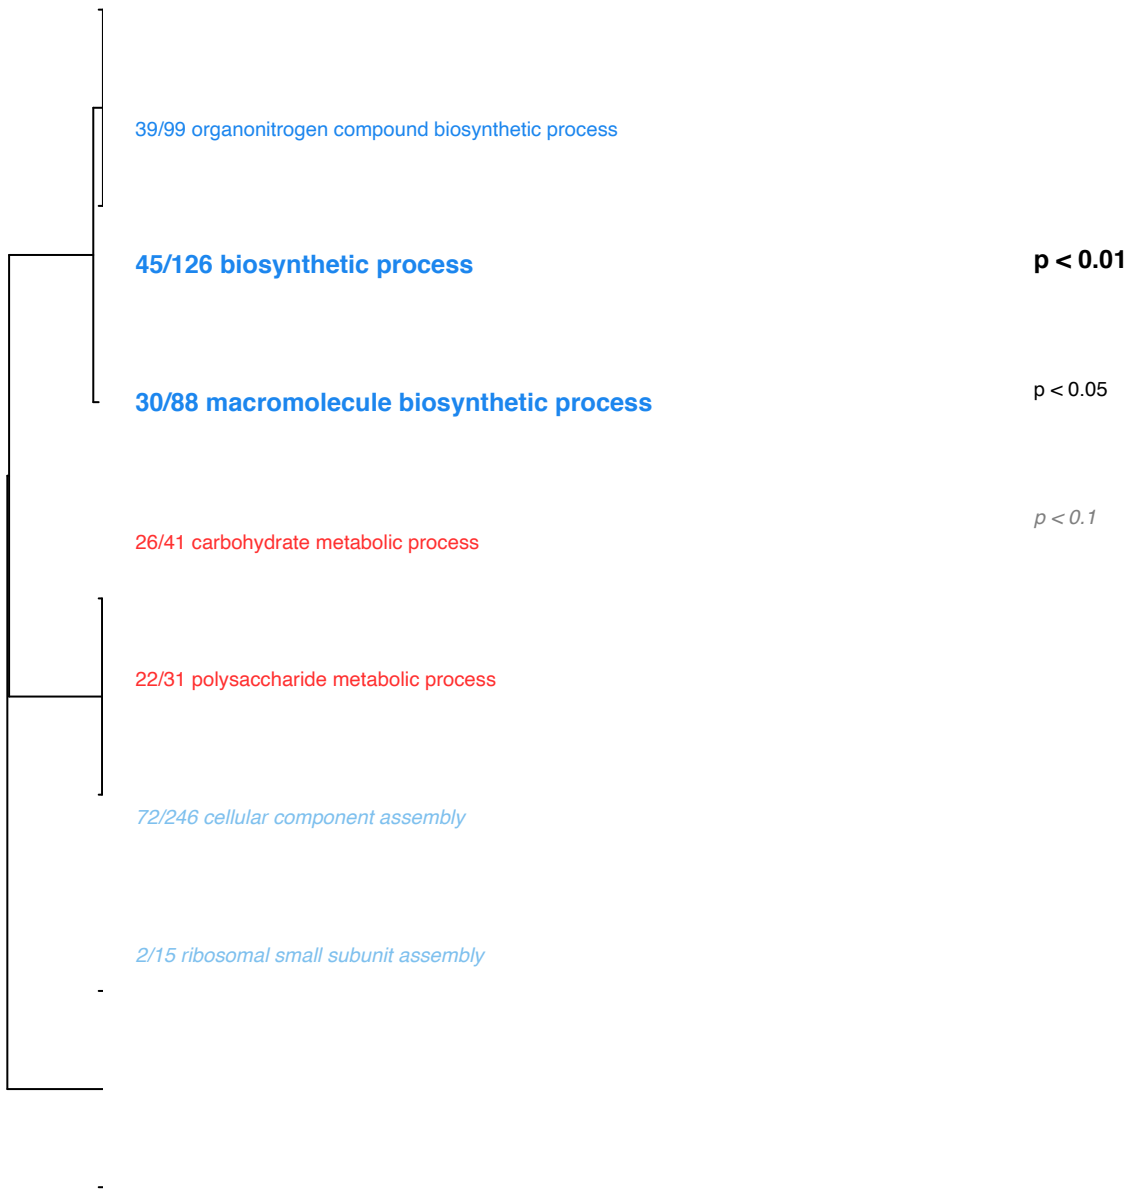 39/99 organonitrogen compound biosynthetic process
45/126 biosynthetic process
p < 0.01
30/88 macromolecule biosynthetic process
p < 0.05
26/41 carbohydrate metabolic process
p < 0.1
22/31 polysaccharide metabolic process
72/246 cellular component assembly
2/15 ribosomal small subunit assembly